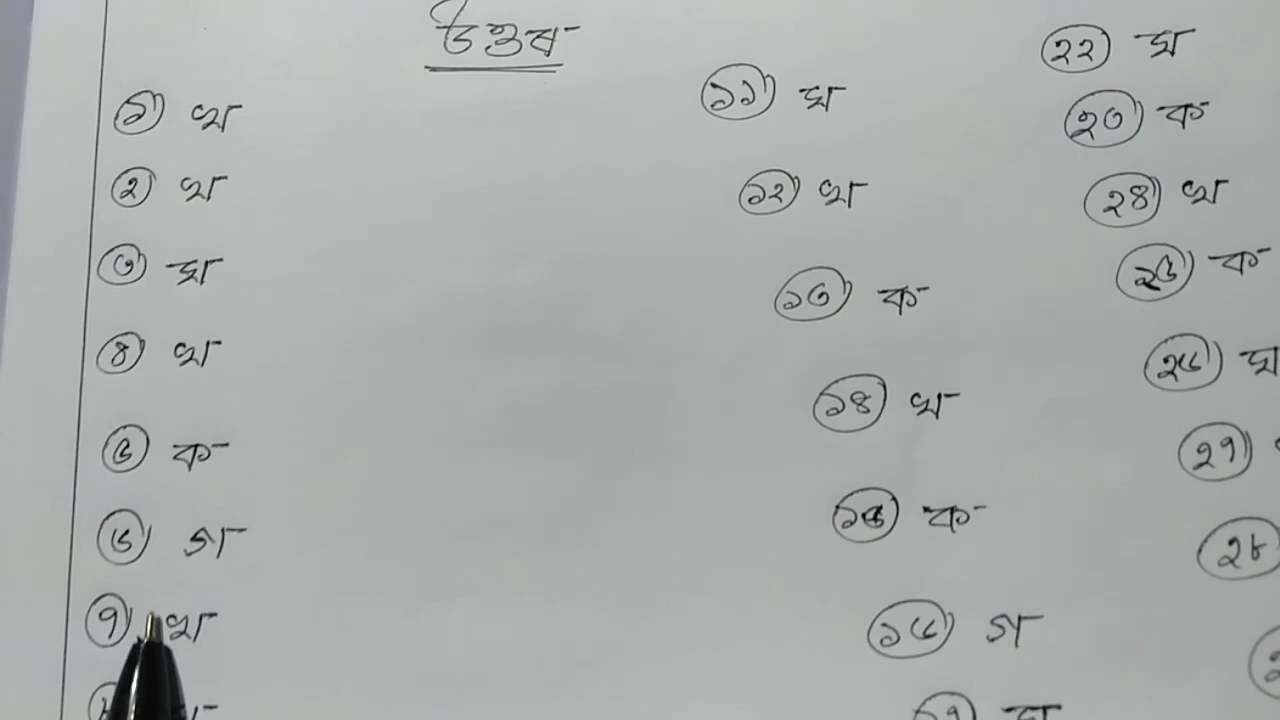 উত্তৰ
১) খ
২) খ
৩) ঘ
৪) খ
৫) ক
৬) গ
৭) খ
১১) ঘ
১২) খ
১৩) ক
১৪) খ
১৫) ক
১৬) গ
২২) ঘ
২৩) ক
২৪) খ
২৫) ক
২৬) ঘ
২৭)
২৮